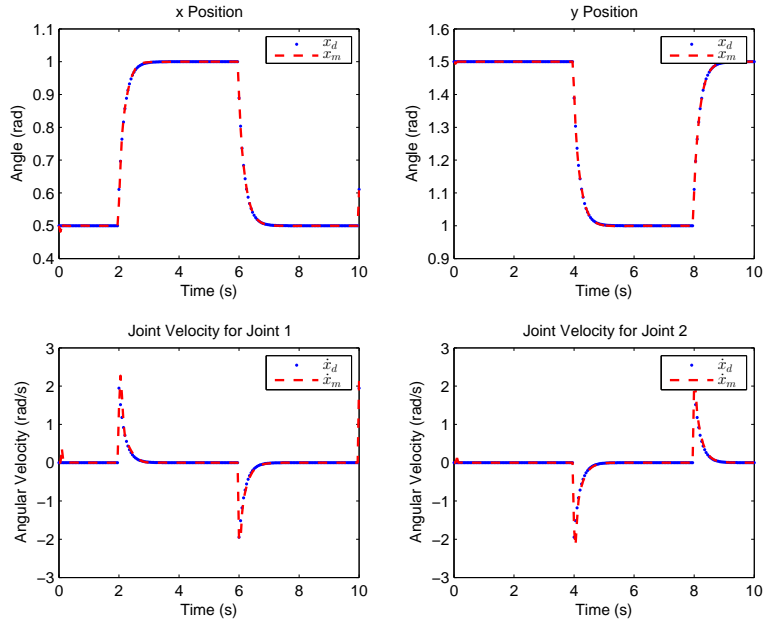 x Position
1.1
1
0.9
0.8
0.7
0.6
0.5
0.4
Angle (rad)
0 2 4 6 8 10
Time (s)
x_d
x_m
y Position
1.6
1.5
1.4
1.3
1.2
1.1
1
0.9
Angle (rad)
0 2 4 6 8 10
Time (s)
x_d
x_m
Joint Velocity for Joint 1
3
2
1
0
−1
−2
−3
Angular Velocity (rad/s)
0 2 4 6 8 10
Time (s)
ẋ_d
ẋ_m
Joint Velocity for Joint 2
3
2
1
0
−1
−2
−3
Angular Velocity (rad/s)
0 2 4 6 8 10
Time (s)
ẋ_d
ẋ_m